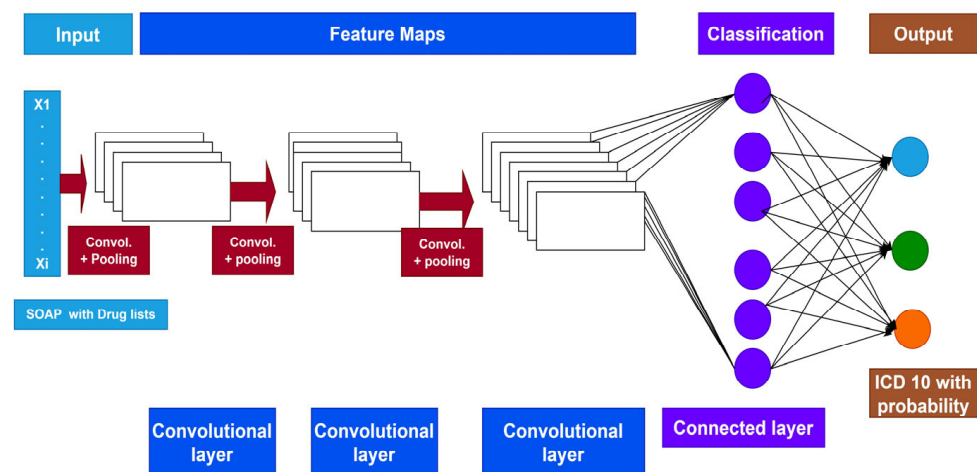 Input
Feature Maps
Classification
Output
X1
.
.
.
.
.
.
.
.
.
Xi
Convol.
+ Pooling
Convol.
+ pooling
Convol.
+ pooling
SOAP with Drug lists
ICD 10 with
probability
Convolutional
layer
Convolutional
layer
Convolutional
layer
Connected layer